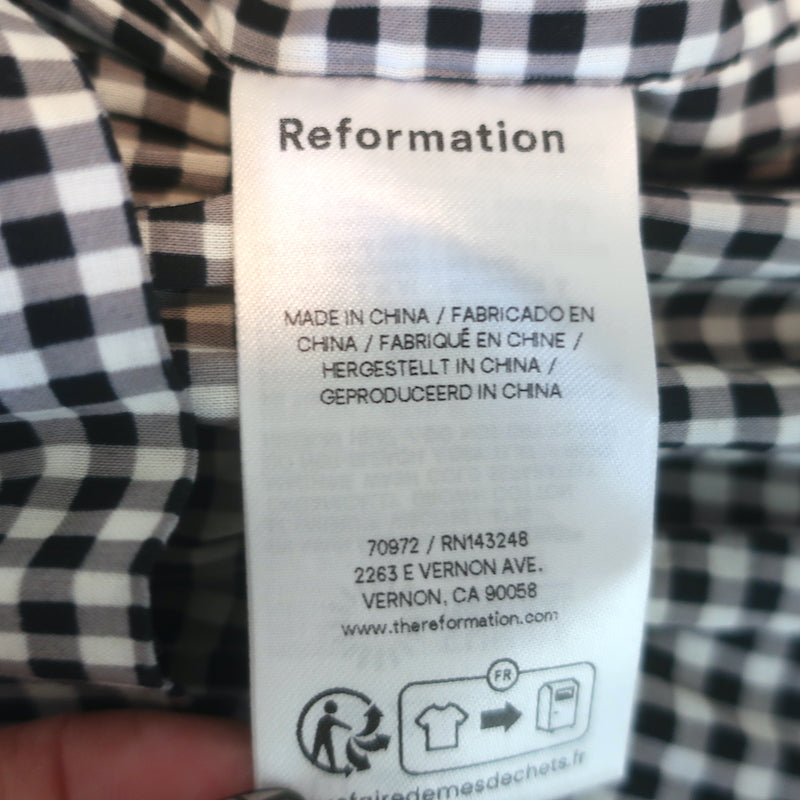 Reformation
MADE IN CHINA / FABRICADO EN
CHINA / FABRIQUÉ EN CHINE /
HERGESTELLT IN CHINA /
GEPRODUCEERD IN CHINA
70972 / RN143248
2263 E VERNON AVE.
VERNON, CA 90058
www.thereformation.com
FR